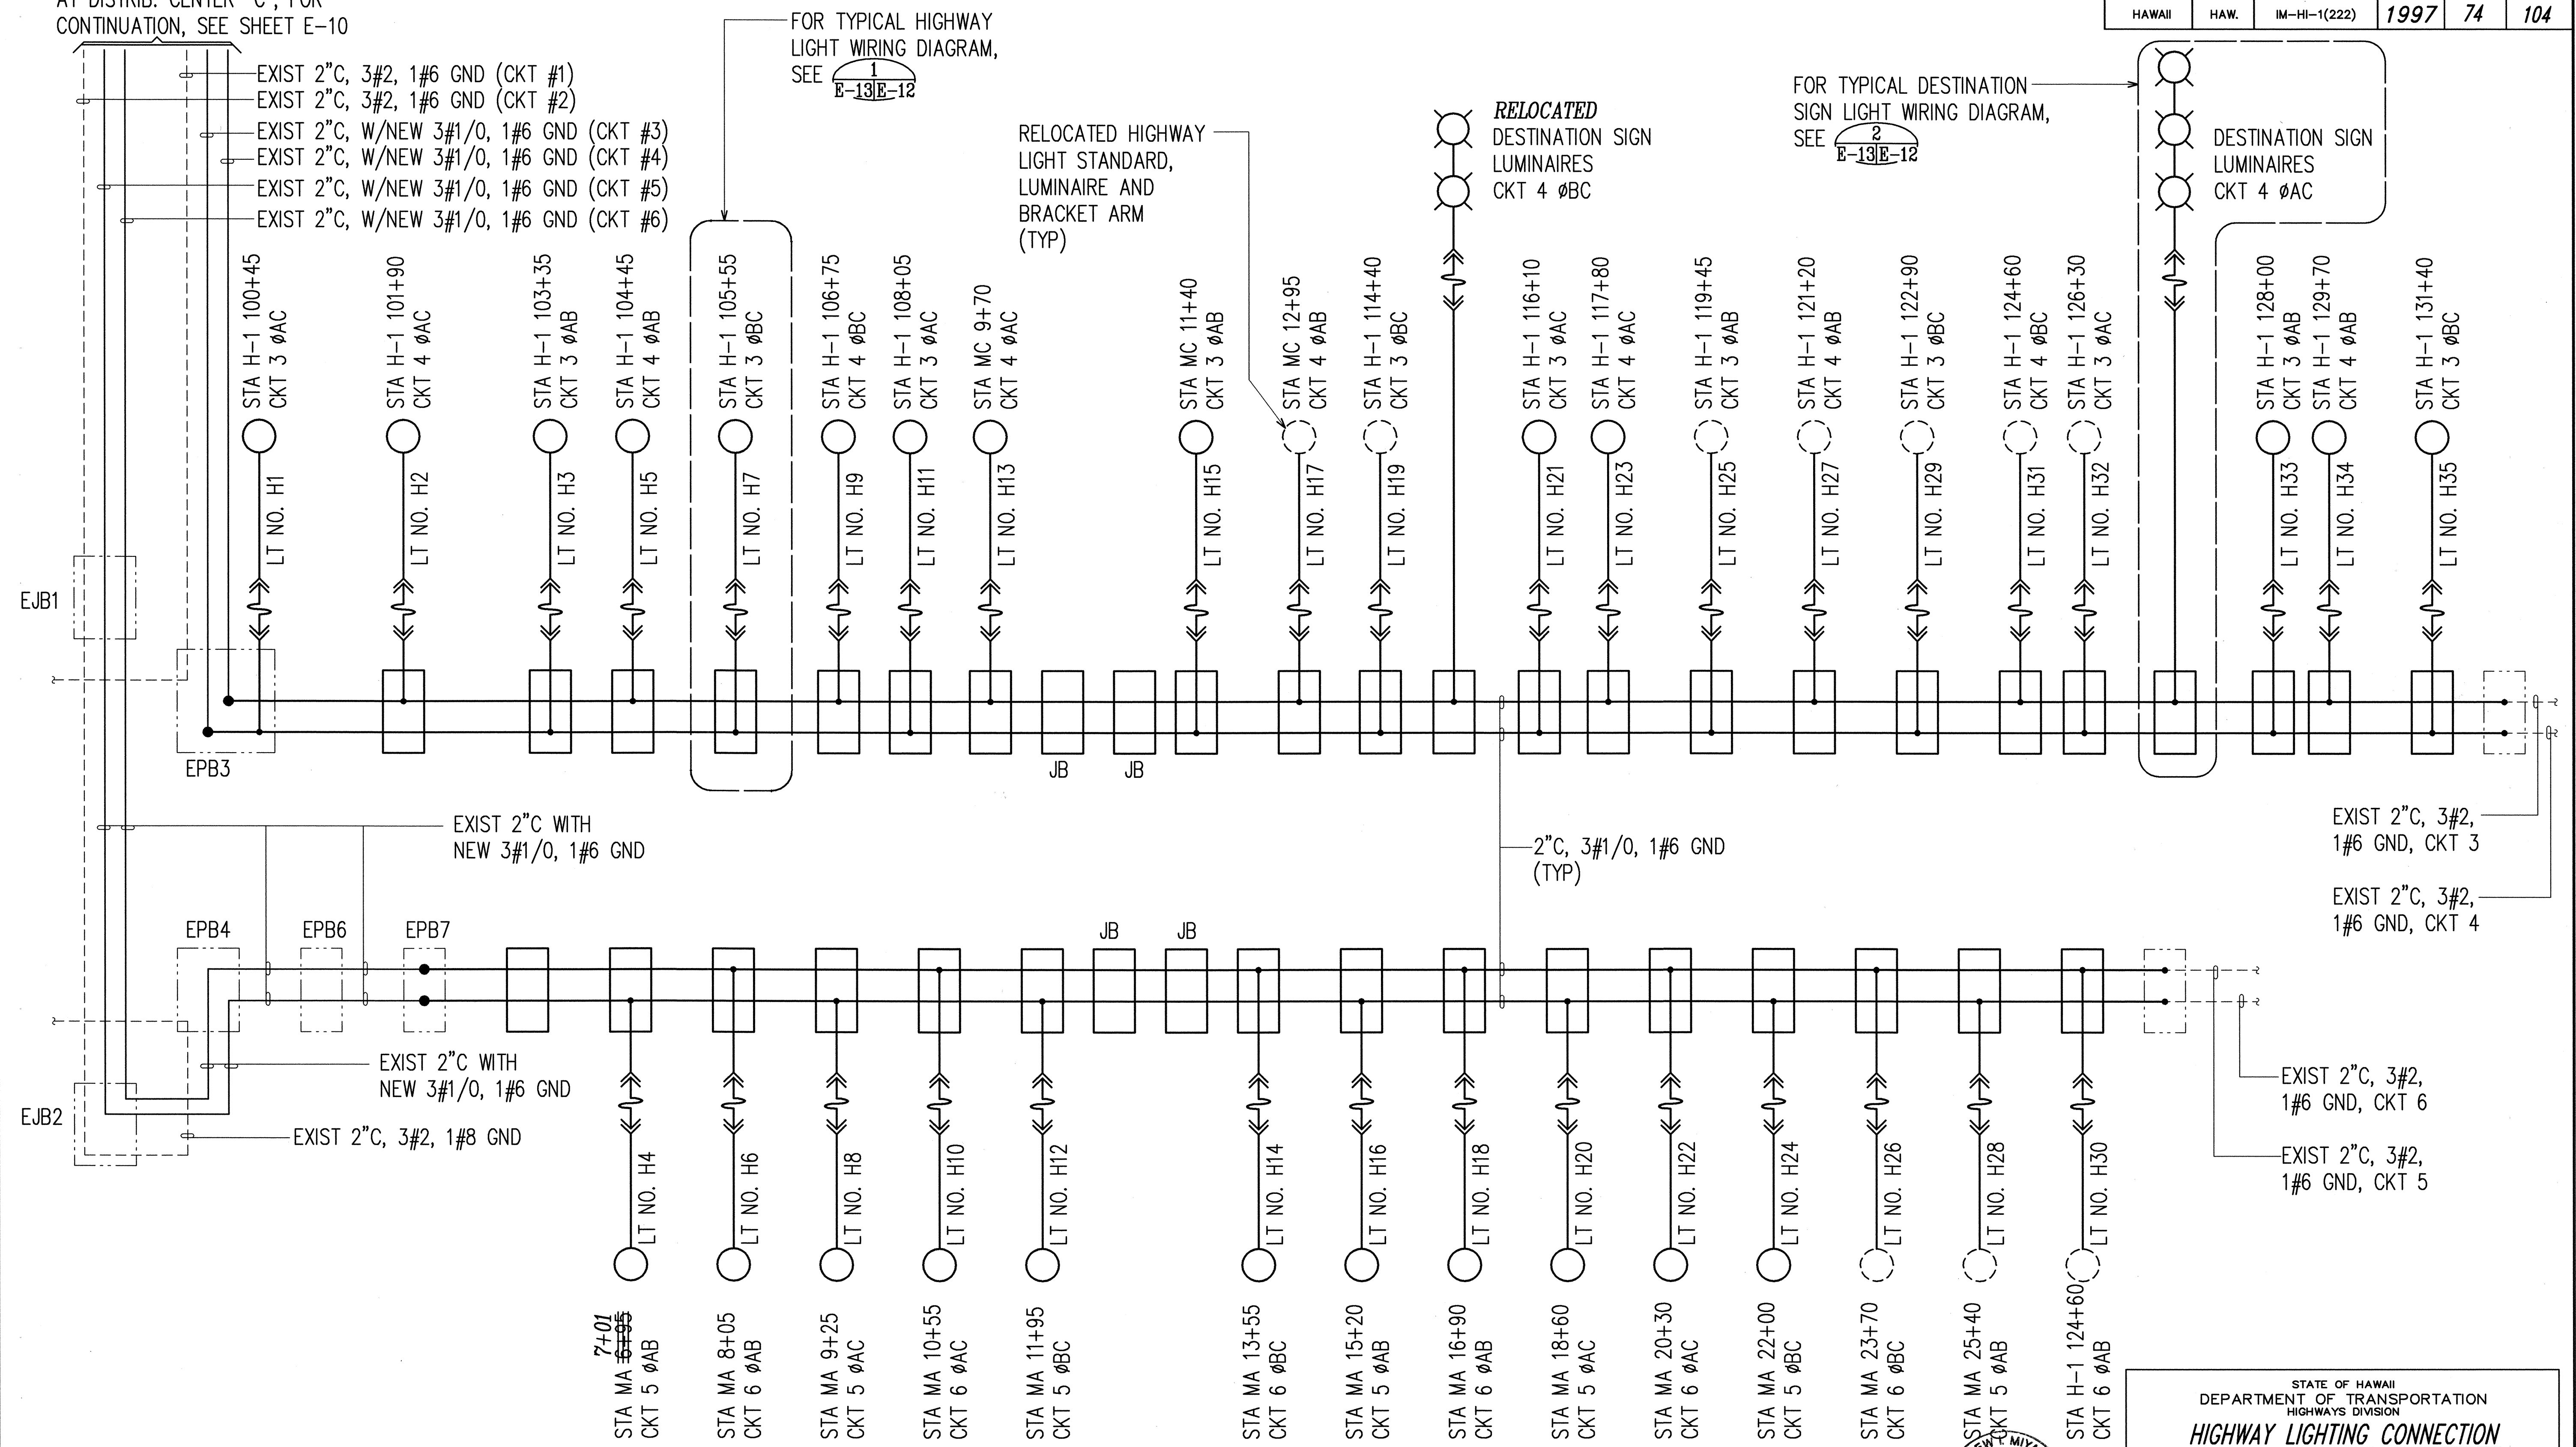 AT DISTRIB. CENTER "C", FOR
CONTINUATION, SEE SHEET E-10
HAWAII HAW. IM-HI-1(222) 1997 74 104
EXIST 2"C, 3#2, 1#6 GND (CKT #1)
EXIST 2"C, 3#2, 1#6 GND (CKT #2)
EXIST 2"C, W/NEW 3#1/0, 1#6 GND (CKT #3)
EXIST 2"C, W/NEW 3#1/0, 1#6 GND (CKT #4)
EXIST 2"C, W/NEW 3#1/0, 1#6 GND (CKT #5)
EXIST 2"C, W/NEW 3#1/0, 1#6 GND (CKT #6)
FOR TYPICAL HIGHWAY
LIGHT WIRING DIAGRAM,
SEE 1
E-13 E-12
RELOCATED HIGHWAY
LIGHT STANDARD,
LUMINAIRE AND
BRACKET ARM
(TYP)
RELOCATED
DESTINATION SIGN
LUMINAIRES
CKT 4 øBC
FOR TYPICAL DESTINATION
SIGN LIGHT WIRING DIAGRAM,
SEE 2
E-13 E-12
DESTINATION SIGN
LUMINAIRES
CKT 4 øAC
STA H-1 100+45
CKT 3 øAC
LT NO. H1
STA H-1 101+90
CKT 4 øAC
LT NO. H2
STA H-1 103+35
CKT 3 øAB
LT NO. H3
STA H-1 104+45
CKT 4 øAB
LT NO. H5
STA H-1 105+55
CKT 3 øBC
LT NO. H7
STA H-1 106+75
CKT 4 øBC
LT NO. H9
STA H-1 108+05
CKT 3 øAC
LT NO. H11
STA MC 9+70
CKT 4 øAC
LT NO. H13
STA MC 11+40
CKT 3 øAB
LT NO. H15
STA MC 12+95
CKT 4 øAB
LT NO. H17
STA H-1 114+40
CKT 3 øBC
LT NO. H19
STA H-1 116+10
CKT 3 øAC
LT NO. H21
STA H-1 117+80
CKT 4 øAC
LT NO. H23
STA H-1 119+45
CKT 3 øAB
LT NO. H25
STA H-1 121+20
CKT 4 øAB
LT NO. H27
STA H-1 122+90
CKT 3 øBC
LT NO. H29
STA H-1 124+60
CKT 4 øBC
LT NO. H31
STA H-1 126+30
CKT 3 øAC
LT NO. H32
STA H-1 128+00
CKT 3 øAB
LT NO. H33
STA H-1 129+70
CKT 4 øAB
LT NO. H34
STA H-1 131+40
CKT 3 øBC
LT NO. H35
EJB1
EPB3
JB
JB
EXIST 2"C WITH
NEW 3#1/0, 1#6 GND
2"C, 3#1/0, 1#6 GND
(TYP)
EXIST 2"C, 3#2,
1#6 GND, CKT 3
EXIST 2"C, 3#2,
1#6 GND, CKT 4
EPB4
EPB6
EPB7
JB
JB
EXIST 2"C WITH
NEW 3#1/0, 1#6 GND
EJB2
EXIST 2"C, 3#2, 1#8 GND
EXIST 2"C, 3#2,
1#6 GND, CKT 6
EXIST 2"C, 3#2,
1#6 GND, CKT 5
LT NO. H4
7+01
STA MA 6+95
CKT 5 øAB
LT NO. H6
STA MA 8+05
CKT 6 øAB
LT NO. H8
STA MA 9+25
CKT 5 øAC
LT NO. H10
STA MA 10+55
CKT 6 øAC
LT NO. H12
STA MA 11+95
CKT 5 øBC
LT NO. H14
STA MA 13+55
CKT 6 øBC
LT NO. H16
STA MA 15+20
CKT 5 øAB
LT NO. H18
STA MA 16+90
CKT 6 øAB
LT NO. H20
STA MA 18+60
CKT 5 øAC
LT NO. H22
STA MA 20+30
CKT 6 øAC
LT NO. H24
STA MA 22+00
CKT 5 øBC
LT NO. H26
STA MA 23+70
CKT 6 øBC
LT NO. H28
STA MA 25+40
CKT 5 øAB
LT NO. H30
STA H-1 124+60
CKT 6 øAB
STATE OF HAWAII
DEPARTMENT OF TRANSPORTATION
HIGHWAYS DIVISION
HIGHWAY LIGHTING CONNECTION